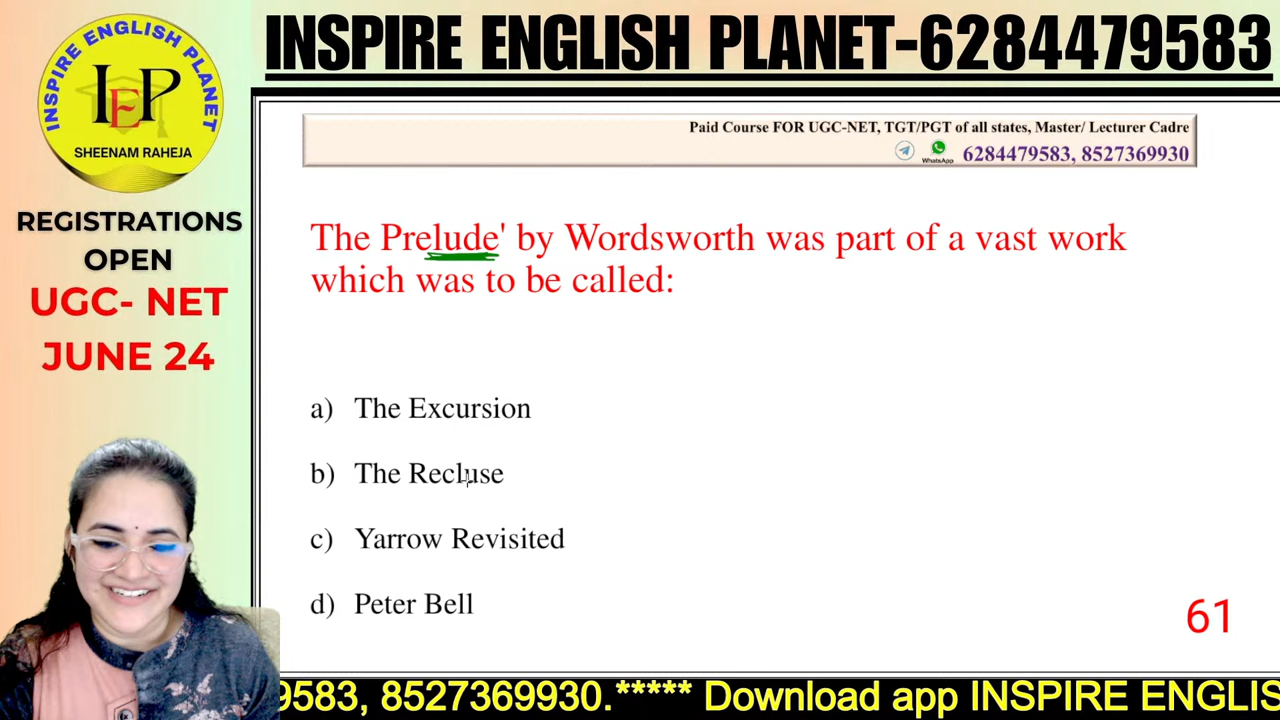 INSPIRE ENGLISH PLANET
IEP
SHEENAM RAHEJA
REGISTRATIONS
OPEN
UGC- NET
JUNE 24
INSPIRE ENGLISH PLANET-6284479583
Paid Course FOR UGC-NET, TGT/PGT of all states, Master/ Lecturer Cadre
WhatsApp 6284479583, 8527369930
The Prelude' by Wordsworth was part of a vast work
which was to be called:
a) The Excursion
b) The Recluse
c) Yarrow Revisited
d) Peter Bell
61
9583, 8527369930.***** Download app INSPIRE ENGLIS